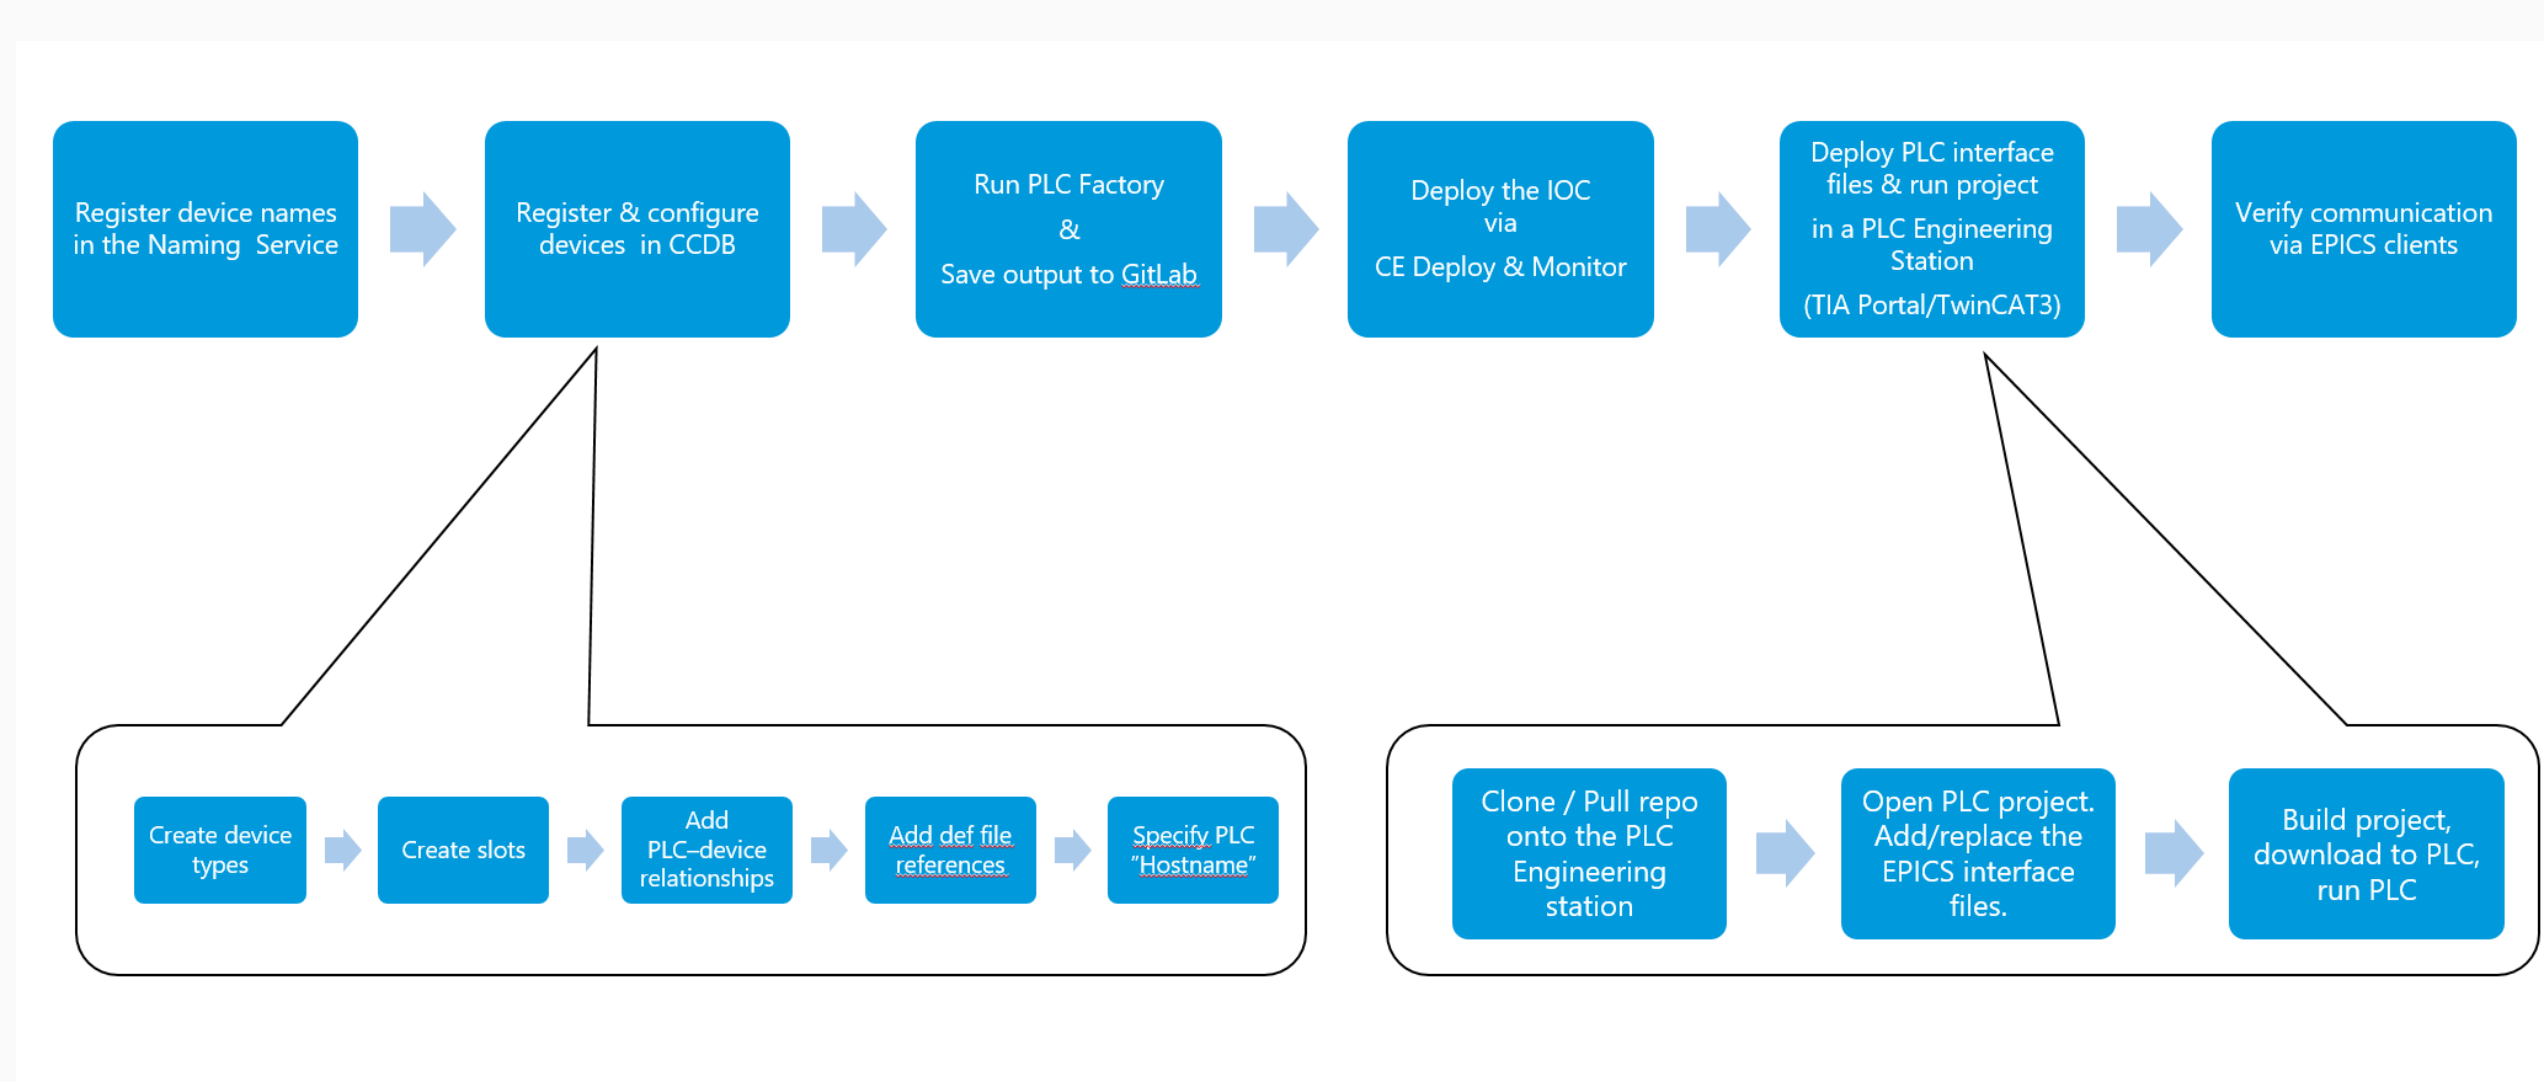 Register device names
in the Naming  Service
Register & configure
devices  in CCDB
Run PLC Factory
&
Save output to GitLab
Deploy the IOC
via
CE Deploy & Monitor
Deploy PLC interface
files & run project
in a PLC Engineering
Station
(TIA Portal/TwinCAT3)
Verify communication
via EPICS clients
Create device
types
Create slots
Add
PLC–device
relationships
Add def file
references
Specify PLC
”Hostname”
Clone / Pull repo
onto the PLC
Engineering
station
Open PLC project.
Add/replace the
EPICS interface
files.
Build project,
download to PLC,
run PLC